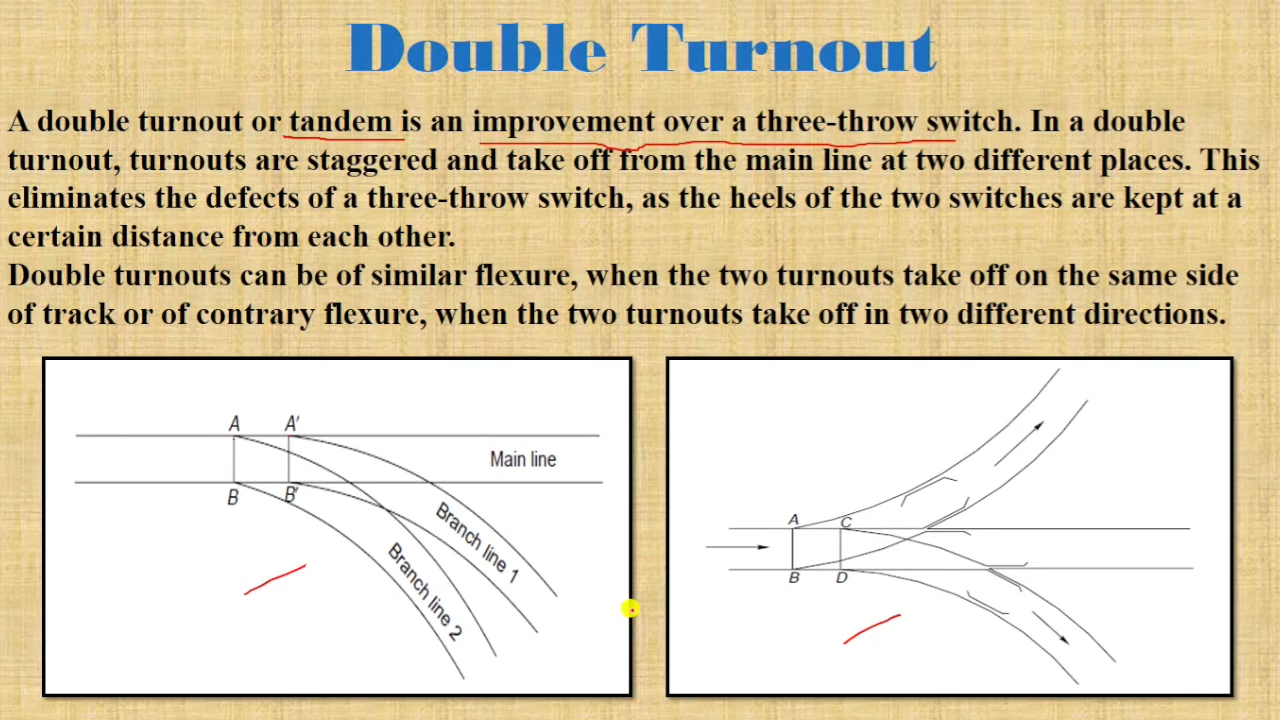 Double Turnout
A double turnout or tandem is an improvement over a three-throw switch. In a double
turnout, turnouts are staggered and take off from the main line at two different places. This
eliminates the defects of a three-throw switch, as the heels of the two switches are kept at a
certain distance from each other.
Double turnouts can be of similar flexure, when the two turnouts take off on the same side
of track or of contrary flexure, when the two turnouts take off in two different directions.
A A′
Main line
B B′
Branch line 1
Branch line 2
A C
B D